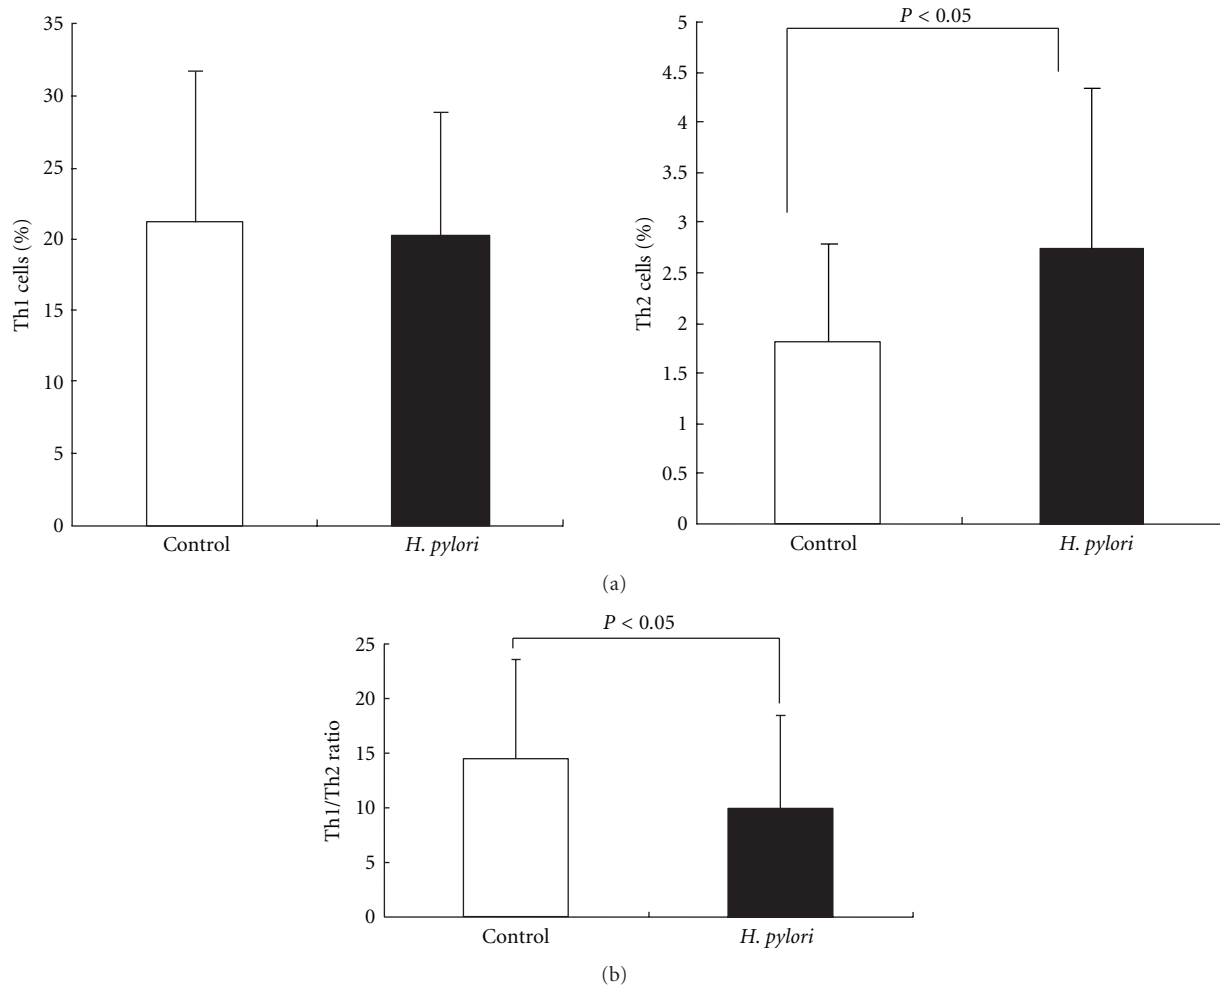 35
30
25
20
15
10
5
0
Th1 cells (%)
Control
H. pylori
P < 0.05
5
4.5
4
3.5
3
2.5
2
1.5
1
0.5
0
Th2 cells (%)
Control
H. pylori
(a)
P < 0.05
25
20
15
10
5
0
Th1/Th2 ratio
Control
H. pylori
(b)